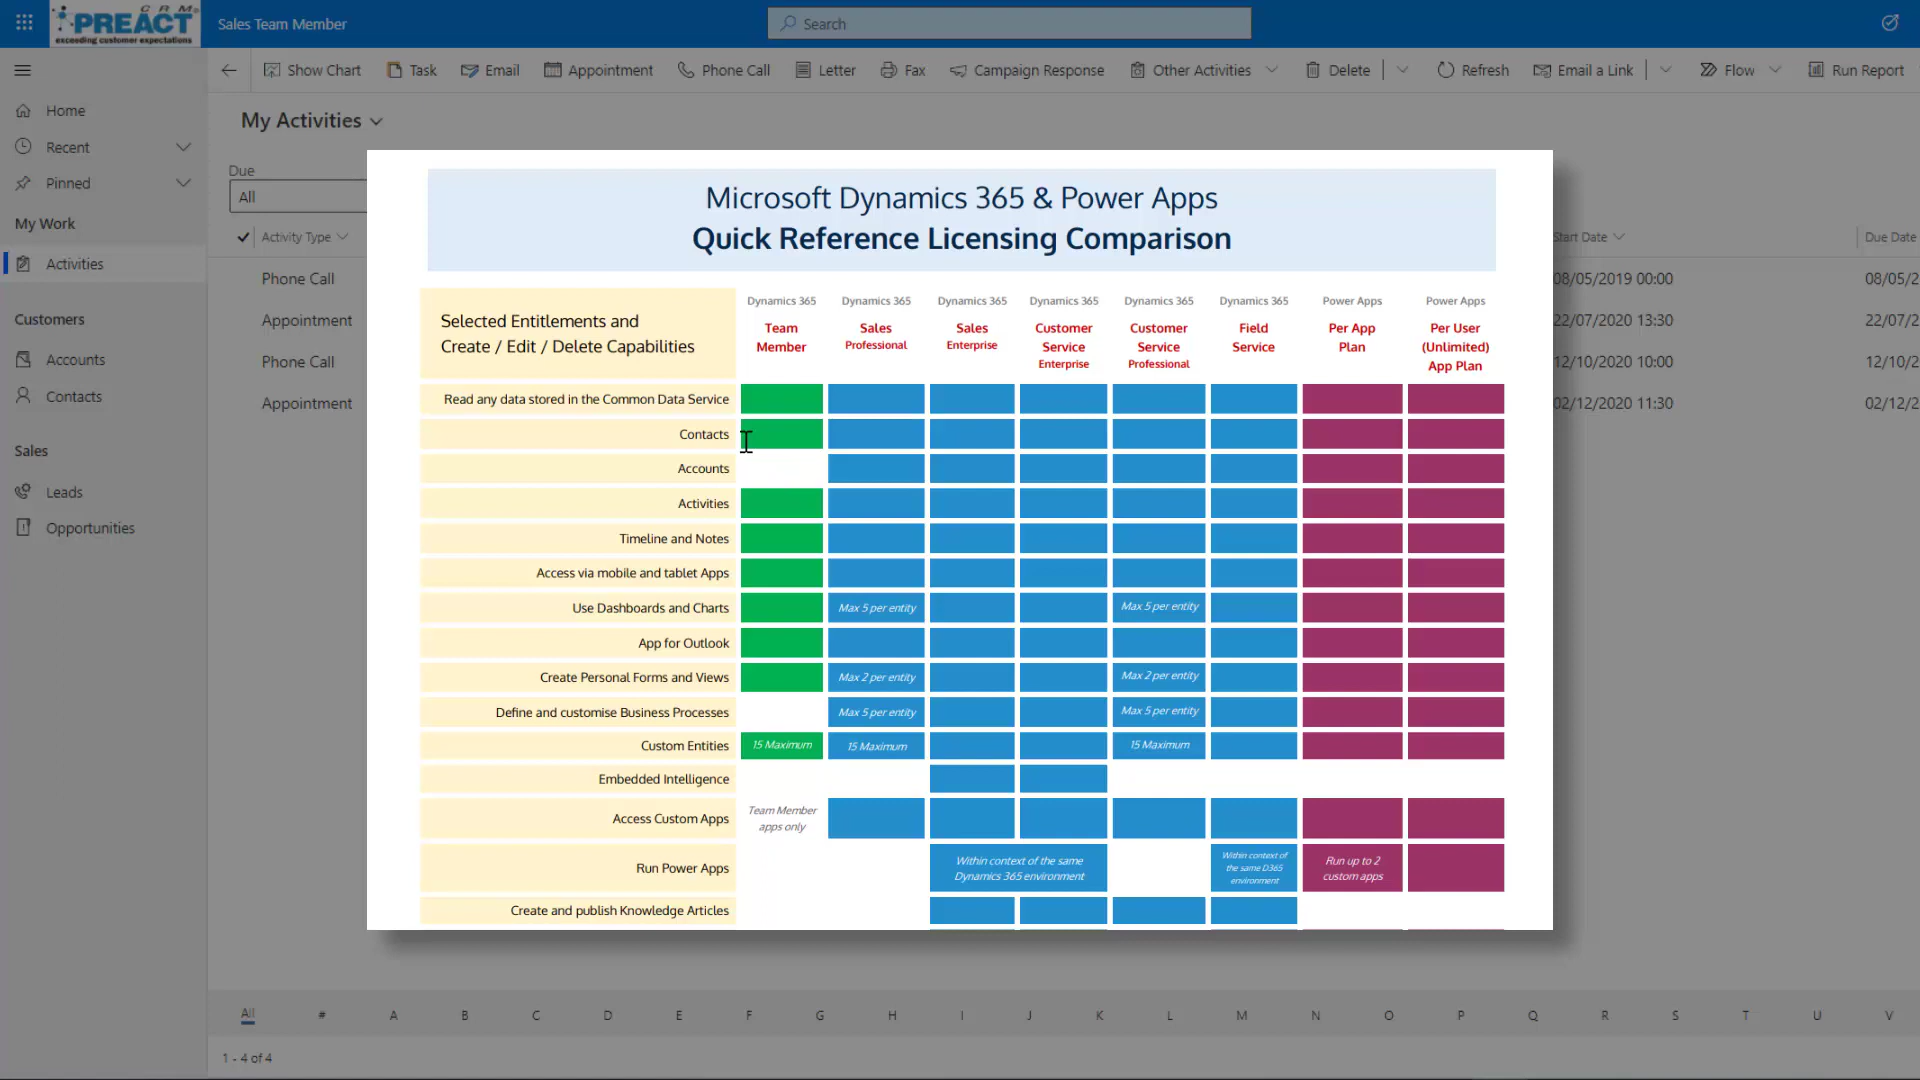 CRM
PREACT
exceeding customer expectations
Sales Team Member
Search
Show Chart
Task
Email
Appointment
Phone Call
Letter
Fax
Campaign Response
Other Activities
Delete
Refresh
Email a Link
Flow
Run Report
Home
Recent
Pinned
My Work
Activities
Customers
Accounts
Contacts
Sales
Leads
Opportunities
My Activities
Due
All
Activity Type
Start Date
Due Date
Phone Call
08/05/2019 00:00
08/05/2
Appointment
22/07/2020 13:30
22/07/2
Phone Call
12/10/2020 10:00
12/10/2
Appointment
02/12/2020 11:30
02/12/2
Microsoft Dynamics 365 & Power Apps
Quick Reference Licensing Comparison
Selected Entitlements and
Create / Edit / Delete Capabilities
Dynamics 365
Team
Member
Dynamics 365
Sales
Professional
Dynamics 365
Sales
Enterprise
Dynamics 365
Customer
Service
Enterprise
Dynamics 365
Customer
Service
Professional
Dynamics 365
Field
Service
Power Apps
Per App
Plan
Power Apps
Per User
(Unlimited)
App Plan
Read any data stored in the Common Data Service
Contacts
Accounts
Activities
Timeline and Notes
Access via mobile and tablet Apps
Use Dashboards and Charts
Max 5 per entity
Max 5 per entity
App for Outlook
Create Personal Forms and Views
Max 2 per entity
Max 2 per entity
Define and customise Business Processes
Max 5 per entity
Max 5 per entity
Custom Entities
15 Maximum
15 Maximum
15 Maximum
Embedded Intelligence
Access Custom Apps
Team Member
apps only
Run Power Apps
Within context of the same
Dynamics 365 environment
Within context of
the same D365
environment
Run up to 2
custom apps
Create and publish Knowledge Articles
All # A B C D E F G H I J K L M N O P Q R S T U V
1 - 4 of 4